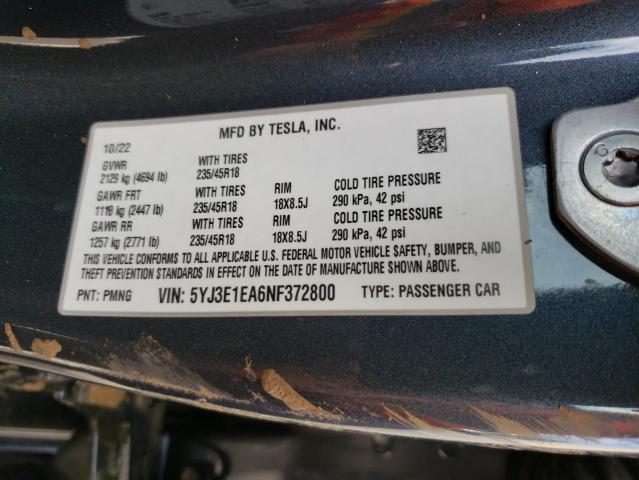 MFD BY TESLA, INC.
10/22
GVWR WITH TIRES
2129 kg (4694 lb) 235/45R18
GAWR FRT WITH TIRES RIM COLD TIRE PRESSURE
1110 kg (2447 lb) 235/45R18 18X8.5J 290 kPa, 42 psi
GAWR RR WITH TIRES RIM COLD TIRE PRESSURE
1257 kg (2771 lb) 235/45R18 18X8.5J 290 kPa, 42 psi
THIS VEHICLE CONFORMS TO ALL APPLICABLE U.S. FEDERAL MOTOR VEHICLE SAFETY, BUMPER, AND
THEFT PREVENTION STANDARDS IN EFFECT ON THE DATE OF MANUFACTURE SHOWN ABOVE.
PNT: PMNG VIN: 5YJ3E1EA6NF372800 TYPE: PASSENGER CAR